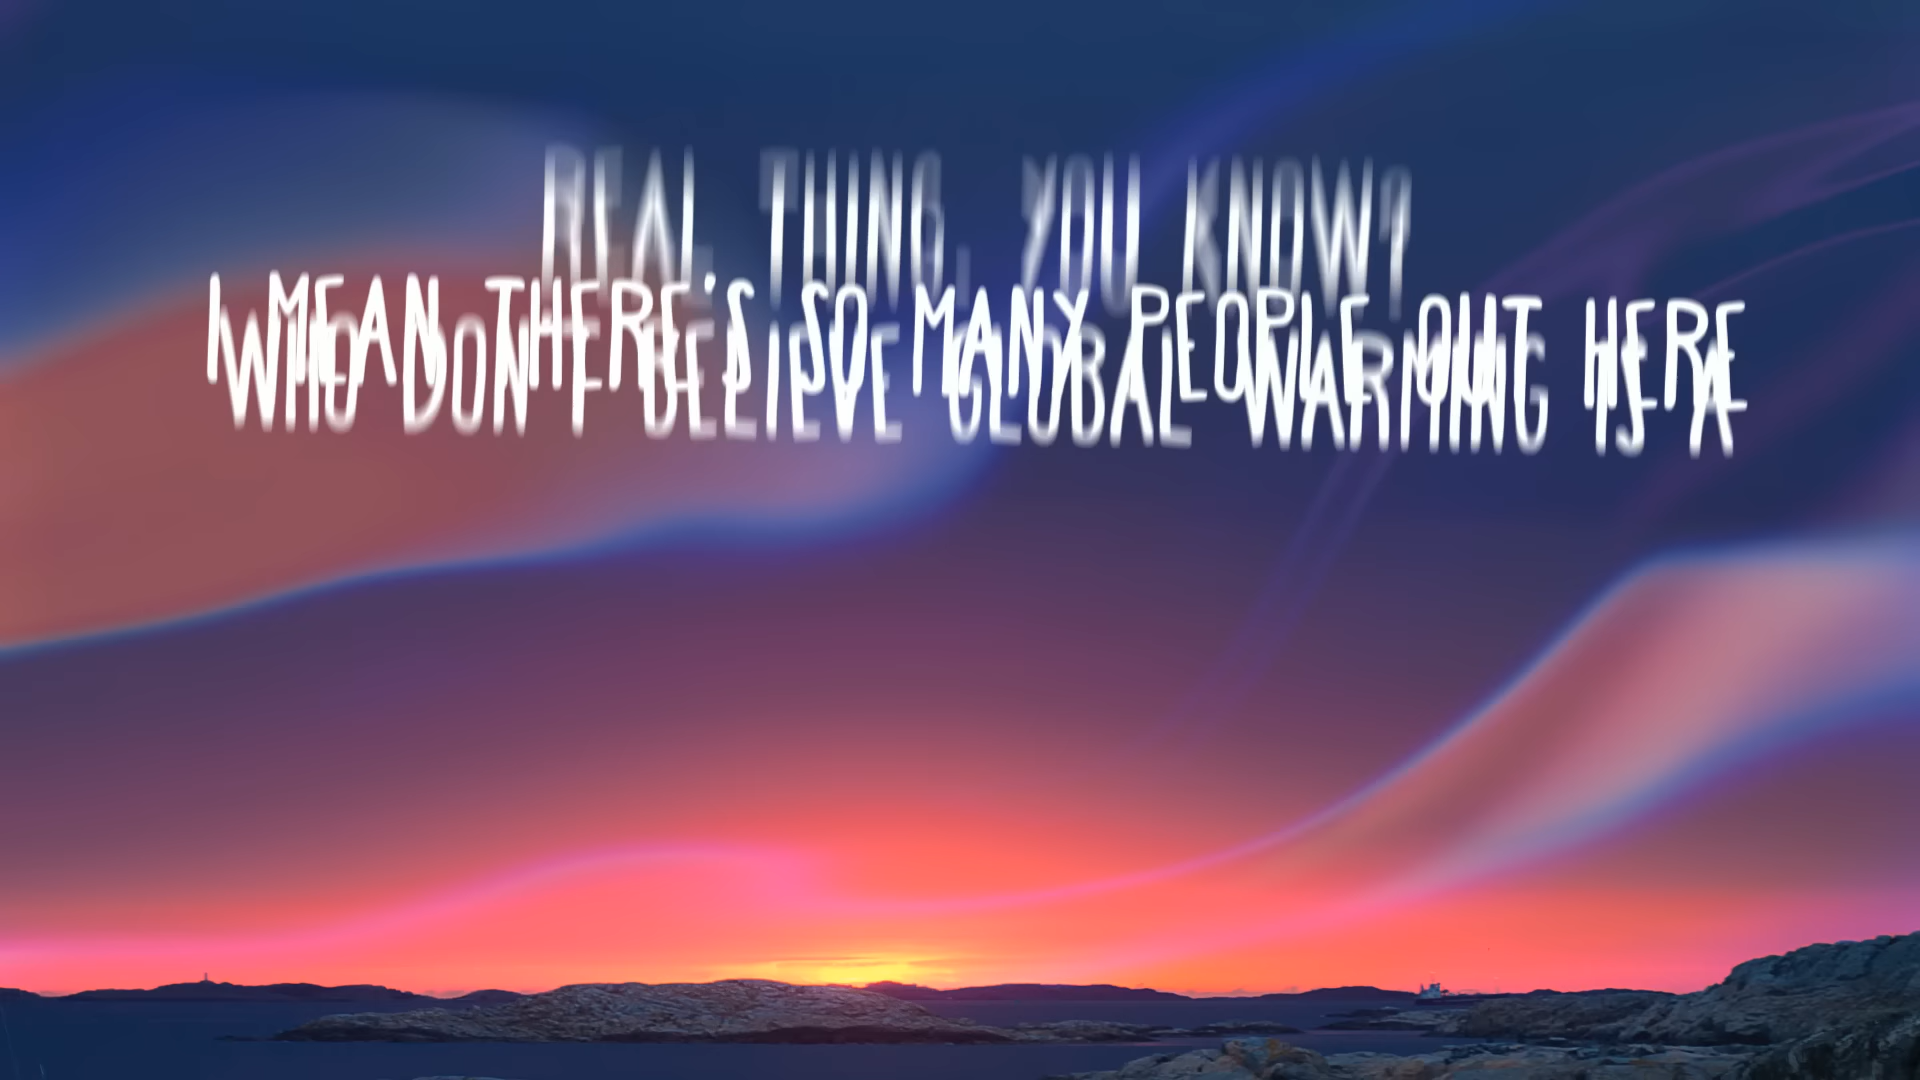 I MEAN THERE'S SO MANY PEOPLE OUT HERE
WHO DON'T BELIEVE GLOBAL WARMING IS A
REAL THING, YOU KNOW?